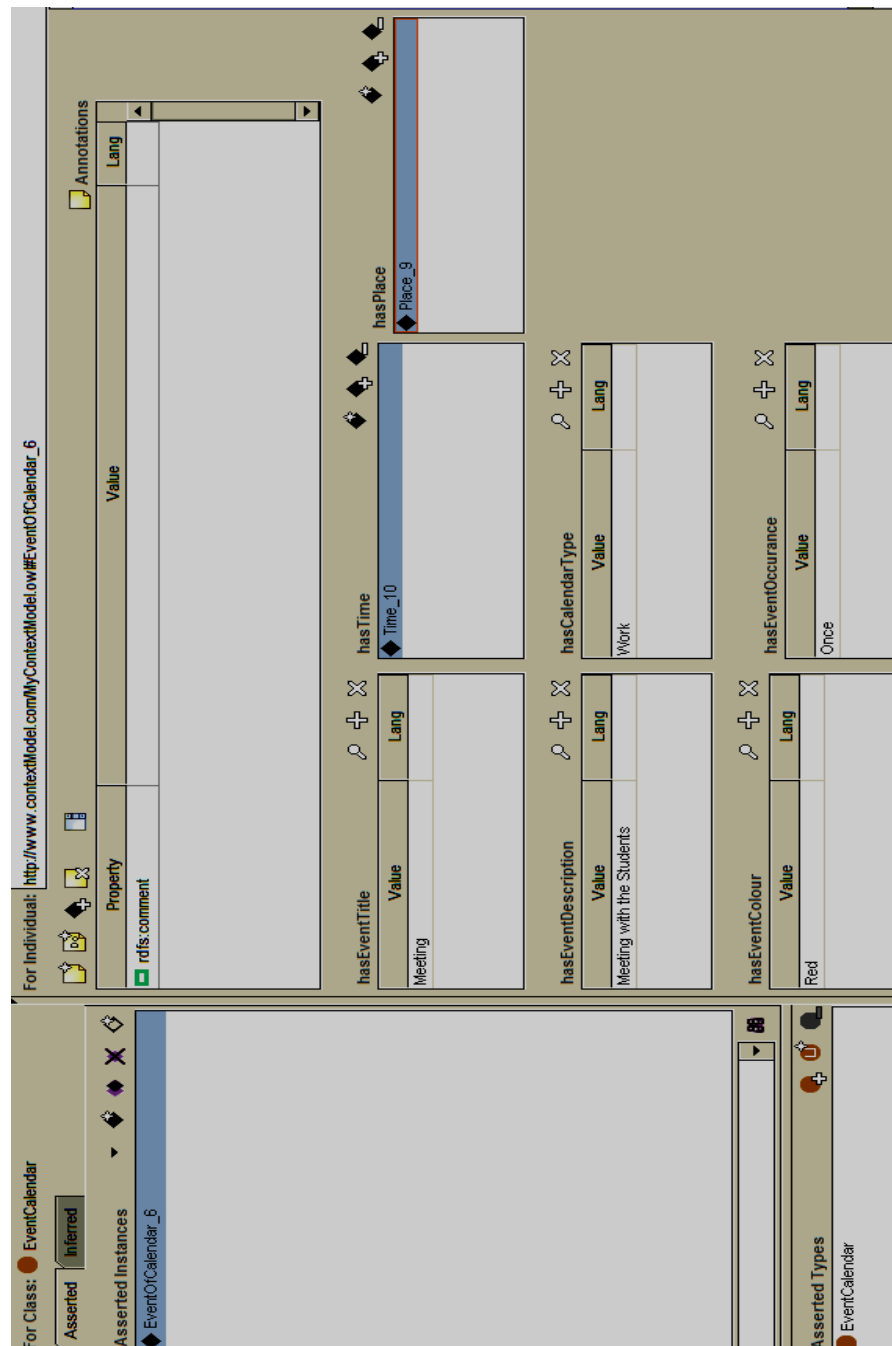 For Class: EventCalendar
Asserted
Inferred
Asserted Instances
EventOfCalendar_6
Asserted Types
EventCalendar
For Individual: http://www.contextModel.com/MyContextModel.owl#EventOfCalendar_6
Annotations
Property Value Lang
rdfs:comment
hasEventTitle
Value Lang
Meeting
hasTime
Time_10
hasPlace
Place_9
hasEventDescription
Value Lang
Meeting with the Students
hasCalendarType
Value Lang
Work
hasEventColour
Value Lang
Red
hasEventOccurance
Value Lang
Once